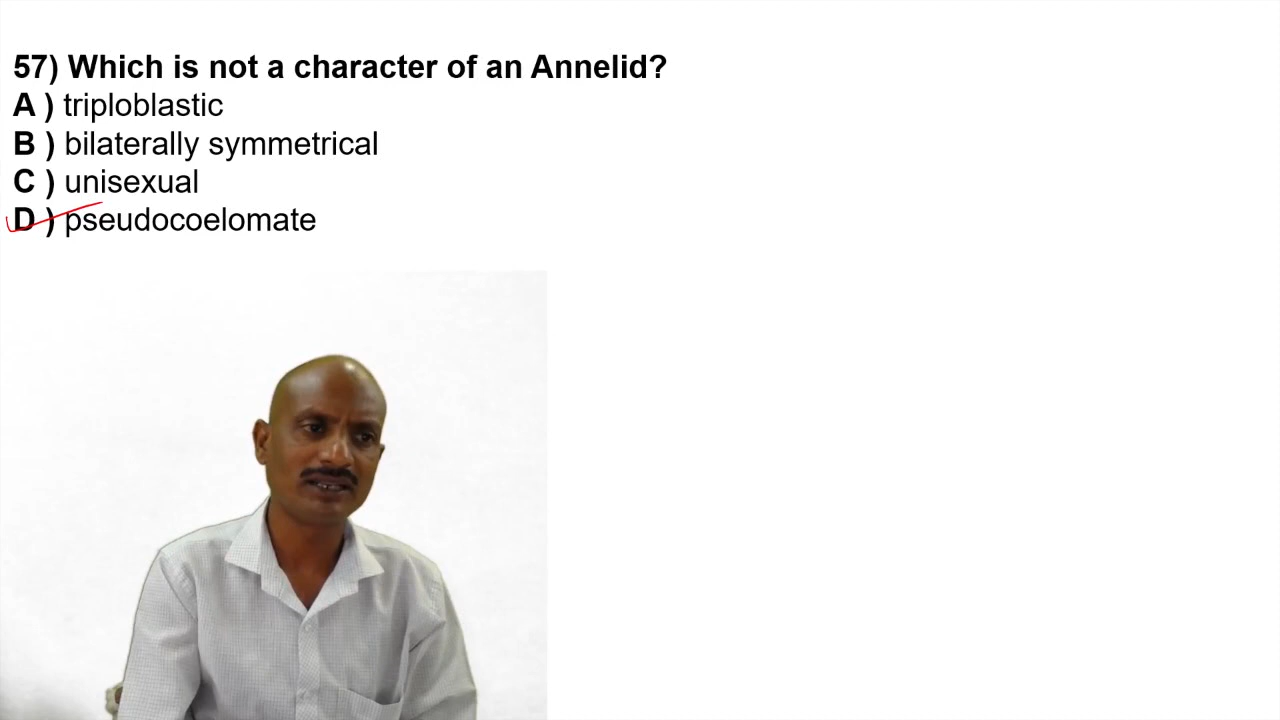 57) Which is not a character of an Annelid?
A ) triploblastic
B ) bilaterally symmetrical
C ) unisexual
D ) pseudocoelomate